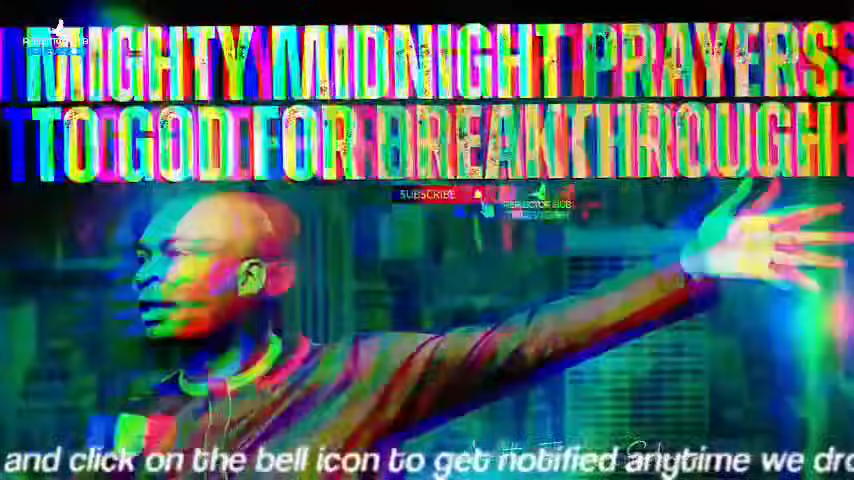 MIGHTY MIDNIGHT PRAYERS
TO GOD FOR BREAKTHROUGH
SUBSCRIBE
and click on the bell icon to get notified anytime we dro